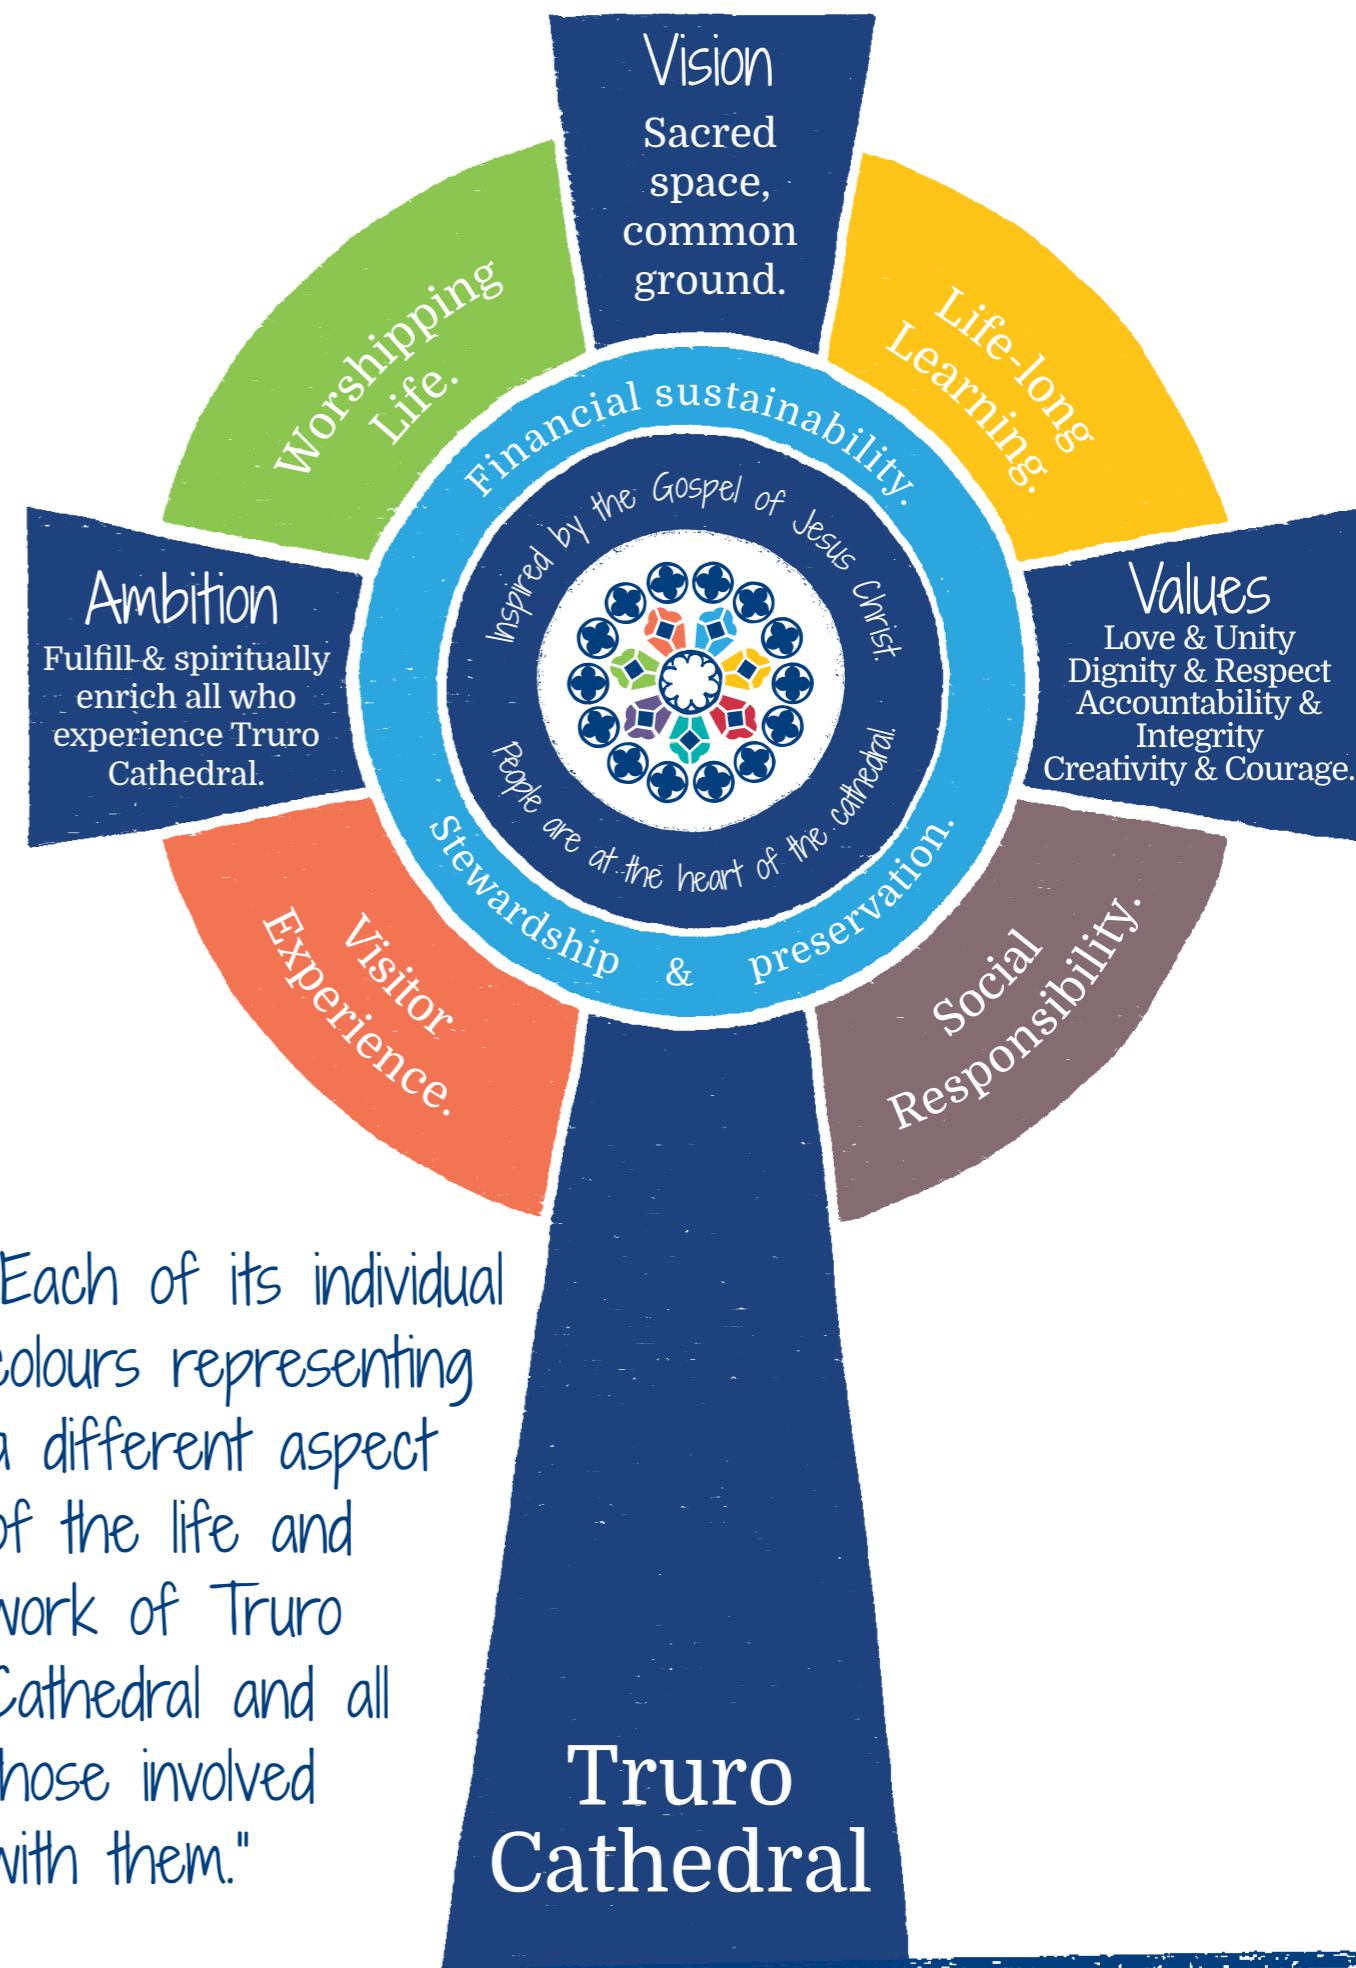 Vision
Sacred
space,
common
ground.
Worshipping
Life.
Life-long
Learning.
Financial sustainability.
Inspired by the Gospel of Jesus Christ.
Ambition
Fulfill & spiritually
enrich all who
experience Truro
Cathedral.
Values
Love & Unity
Dignity & Respect
Accountability &
Integrity
Creativity & Courage.
People are at the heart of the cathedral.
Stewardship & preservation.
Visitor
Experience.
Social
Responsibility.
Each of its individual
colours representing
a different aspect
of the life and
work of Truro
Cathedral and all
those involved
with them."
Truro
Cathedral